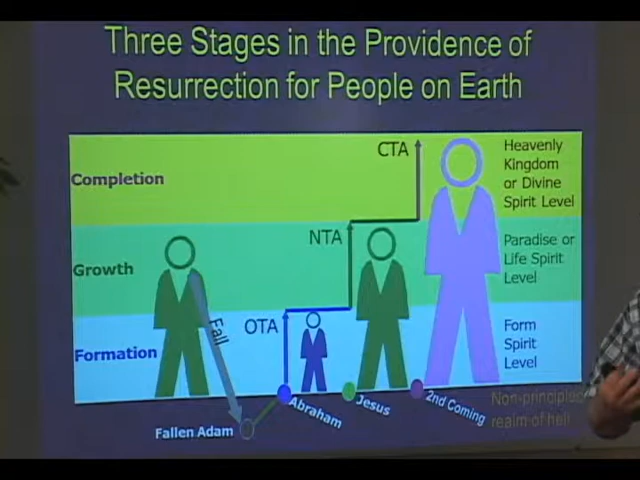 Three Stages in the Providence of
Resurrection for People on Earth
CTA
Heavenly
Kingdom
or Divine
Spirit Level
Completion
NTA
Paradise or
Life Spirit
Level
Growth
OTA
Fall
Form
Spirit
Level
Formation
Abraham
Jesus
2nd Coming
Non-principled
realm of hell
Fallen Adam